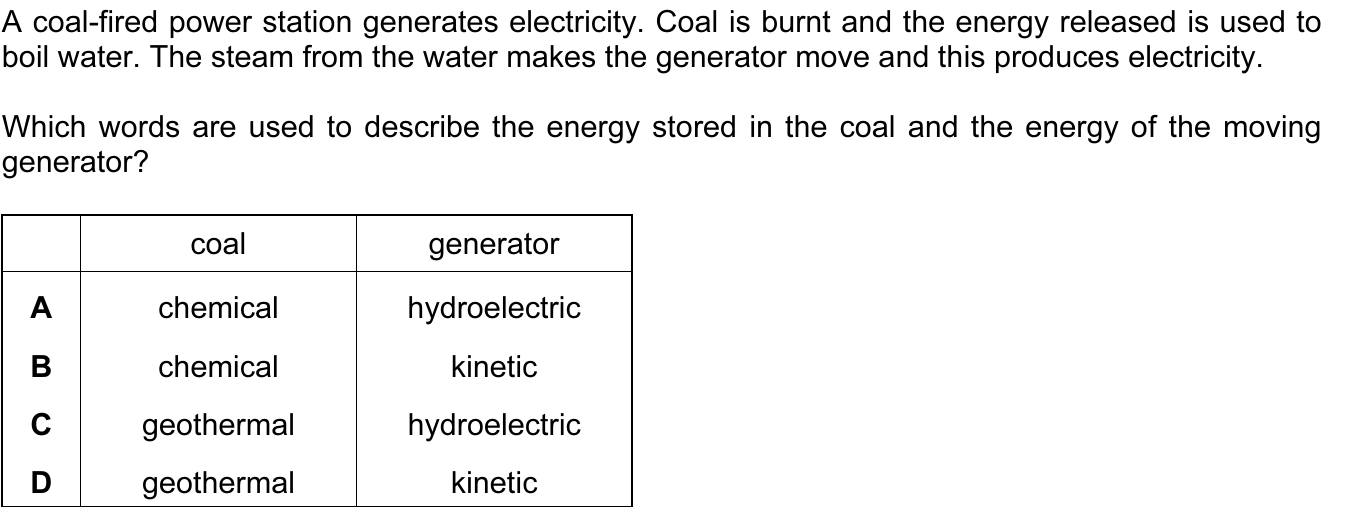 A coal-fired power station generates electricity. Coal is burnt and the energy released is used to
boil water. The steam from the water makes the generator move and this produces electricity.
Which words are used to describe the energy stored in the coal and the energy of the moving
generator?
coal generator
A chemical hydroelectric
B chemical kinetic
C geothermal hydroelectric
D geothermal kinetic